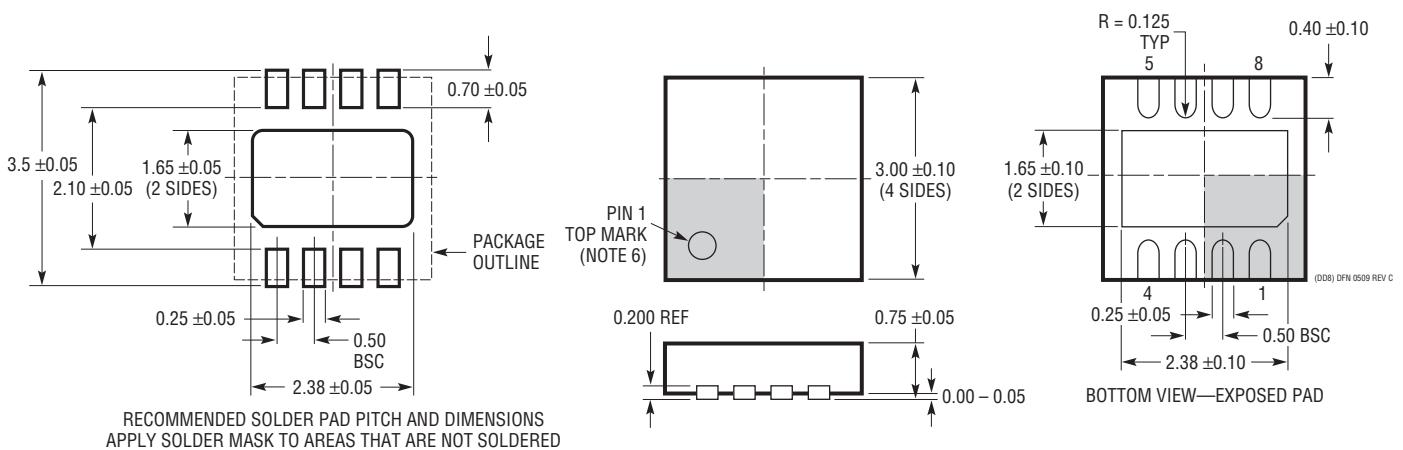 0.70 ±0.05
3.5 ±0.05
2.10 ±0.05
1.65 ±0.05
(2 SIDES)
PACKAGE
OUTLINE
0.25 ±0.05
0.50
BSC
2.38 ±0.05
RECOMMENDED SOLDER PAD PITCH AND DIMENSIONS
APPLY SOLDER MASK TO AREAS THAT ARE NOT SOLDERED
3.00 ±0.10
(4 SIDES)
PIN 1
TOP MARK
(NOTE 6)
0.200 REF
0.75 ±0.05
0.00 – 0.05
R = 0.125
TYP
0.40 ±0.10
5
8
1.65 ±0.10
(2 SIDES)
(DD8) DFN 0509 REV C
4
1
0.25 ±0.05
0.50 BSC
2.38 ±0.10
BOTTOM VIEW—EXPOSED PAD